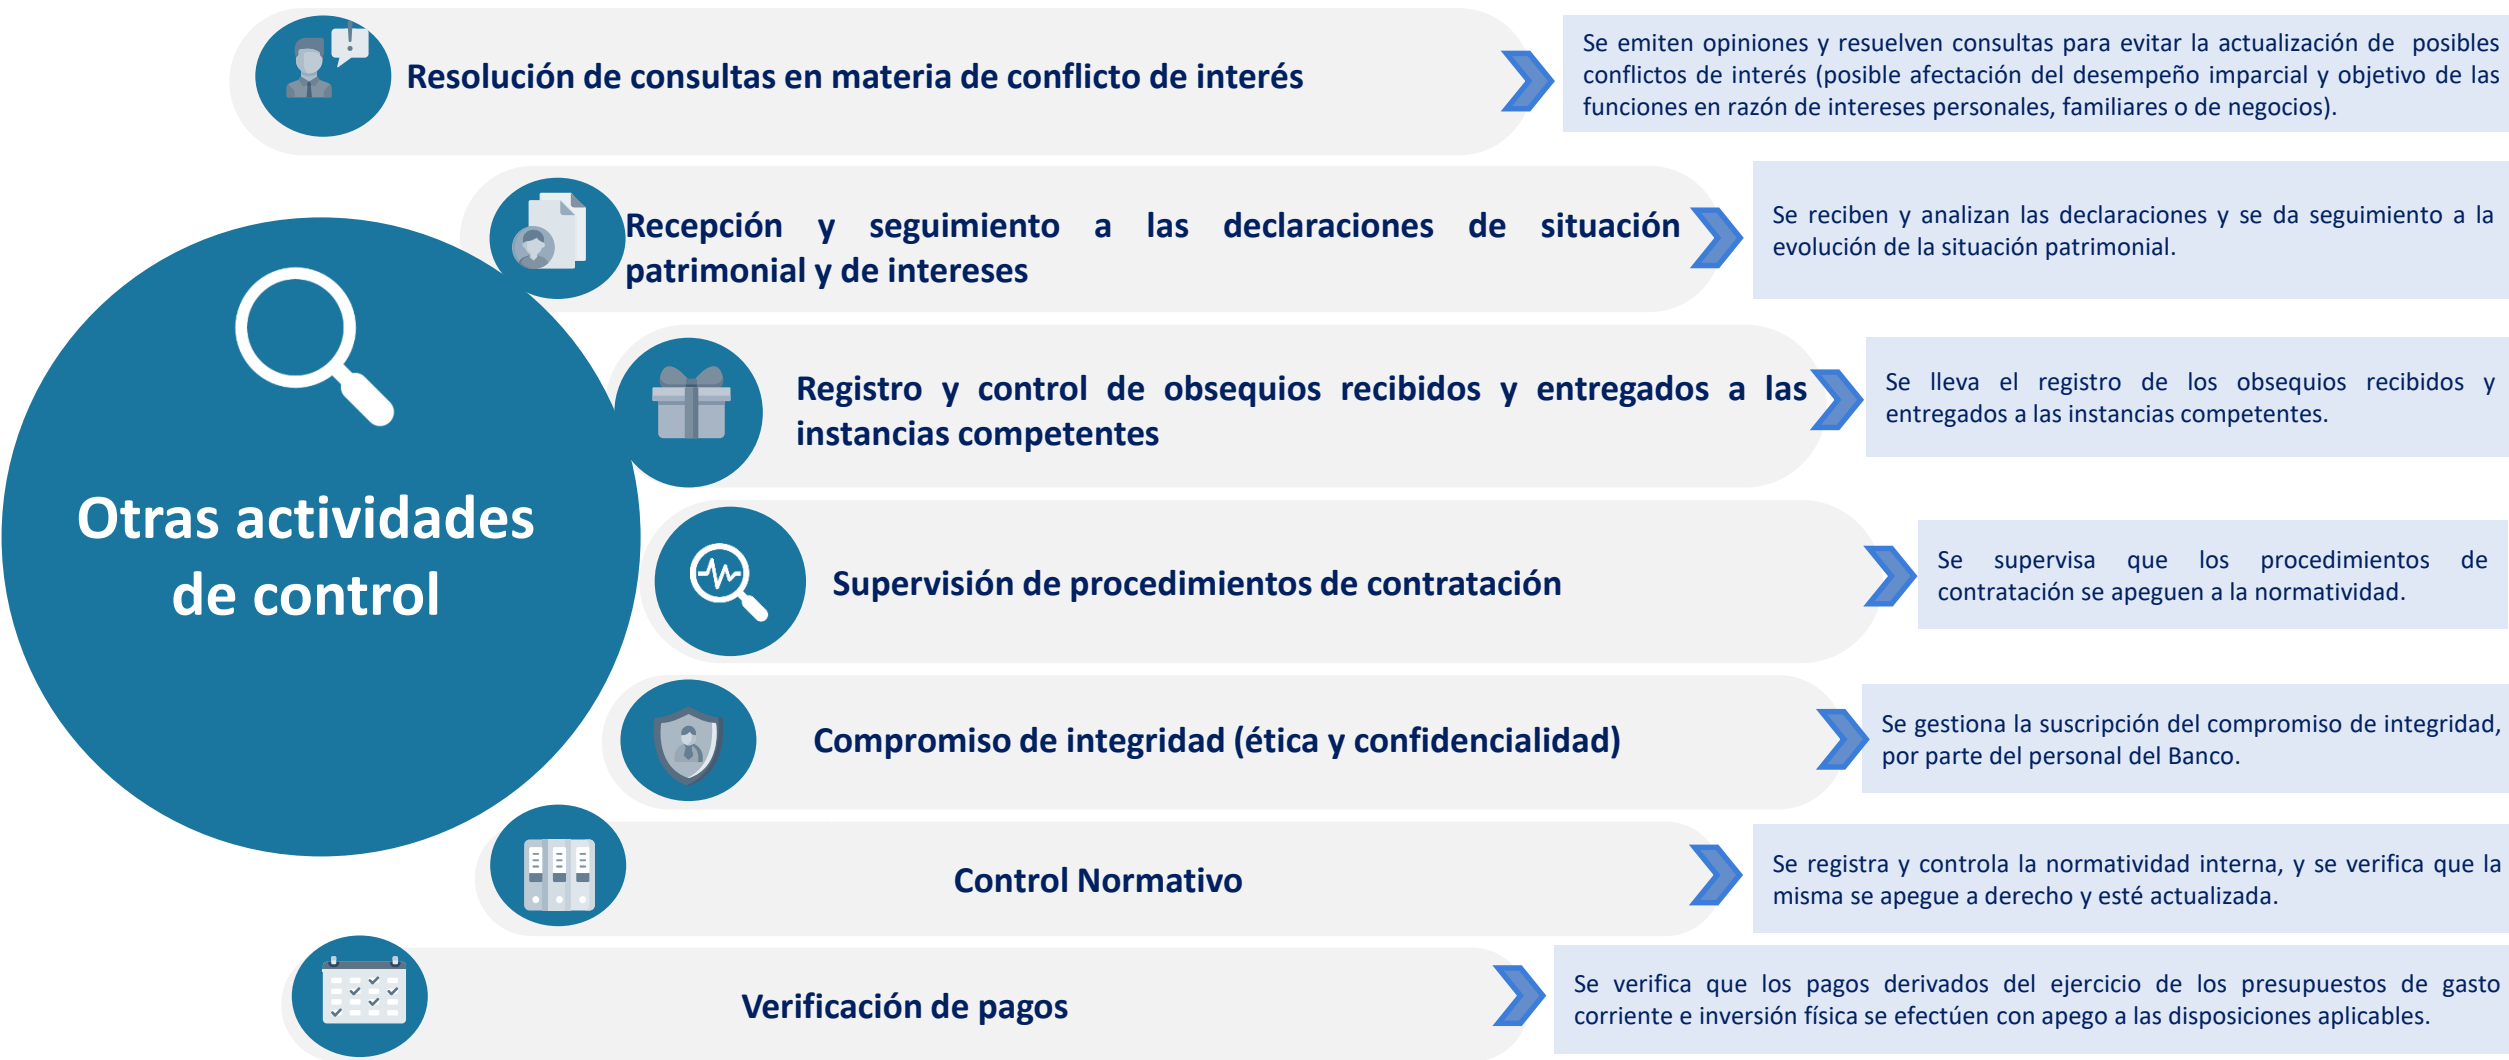 Resolución de consultas en materia de conflicto de interés
Se emiten opiniones y resuelven consultas para evitar la actualización de posibles
conflictos de interés (posible afectación del desempeño imparcial y objetivo de las
funciones en razón de intereses personales, familiares o de negocios).
Recepción y seguimiento a las declaraciones de situación
patrimonial y de intereses
Se reciben y analizan las declaraciones y se da seguimiento a la
evolución de la situación patrimonial.
Registro y control de obsequios recibidos y entregados a las
instancias competentes
Se lleva el registro de los obsequios recibidos y
entregados a las instancias competentes.
Otras actividades
de control
Supervisión de procedimientos de contratación
Se supervisa que los procedimientos de
contratación se apeguen a la normatividad.
Compromiso de integridad (ética y confidencialidad)
Se gestiona la suscripción del compromiso de integridad,
por parte del personal del Banco.
Control Normativo
Se registra y controla la normatividad interna, y se verifica que la
misma se apegue a derecho y esté actualizada.
Verificación de pagos
Se verifica que los pagos derivados del ejercicio de los presupuestos de gasto
corriente e inversión física se efectúen con apego a las disposiciones aplicables.